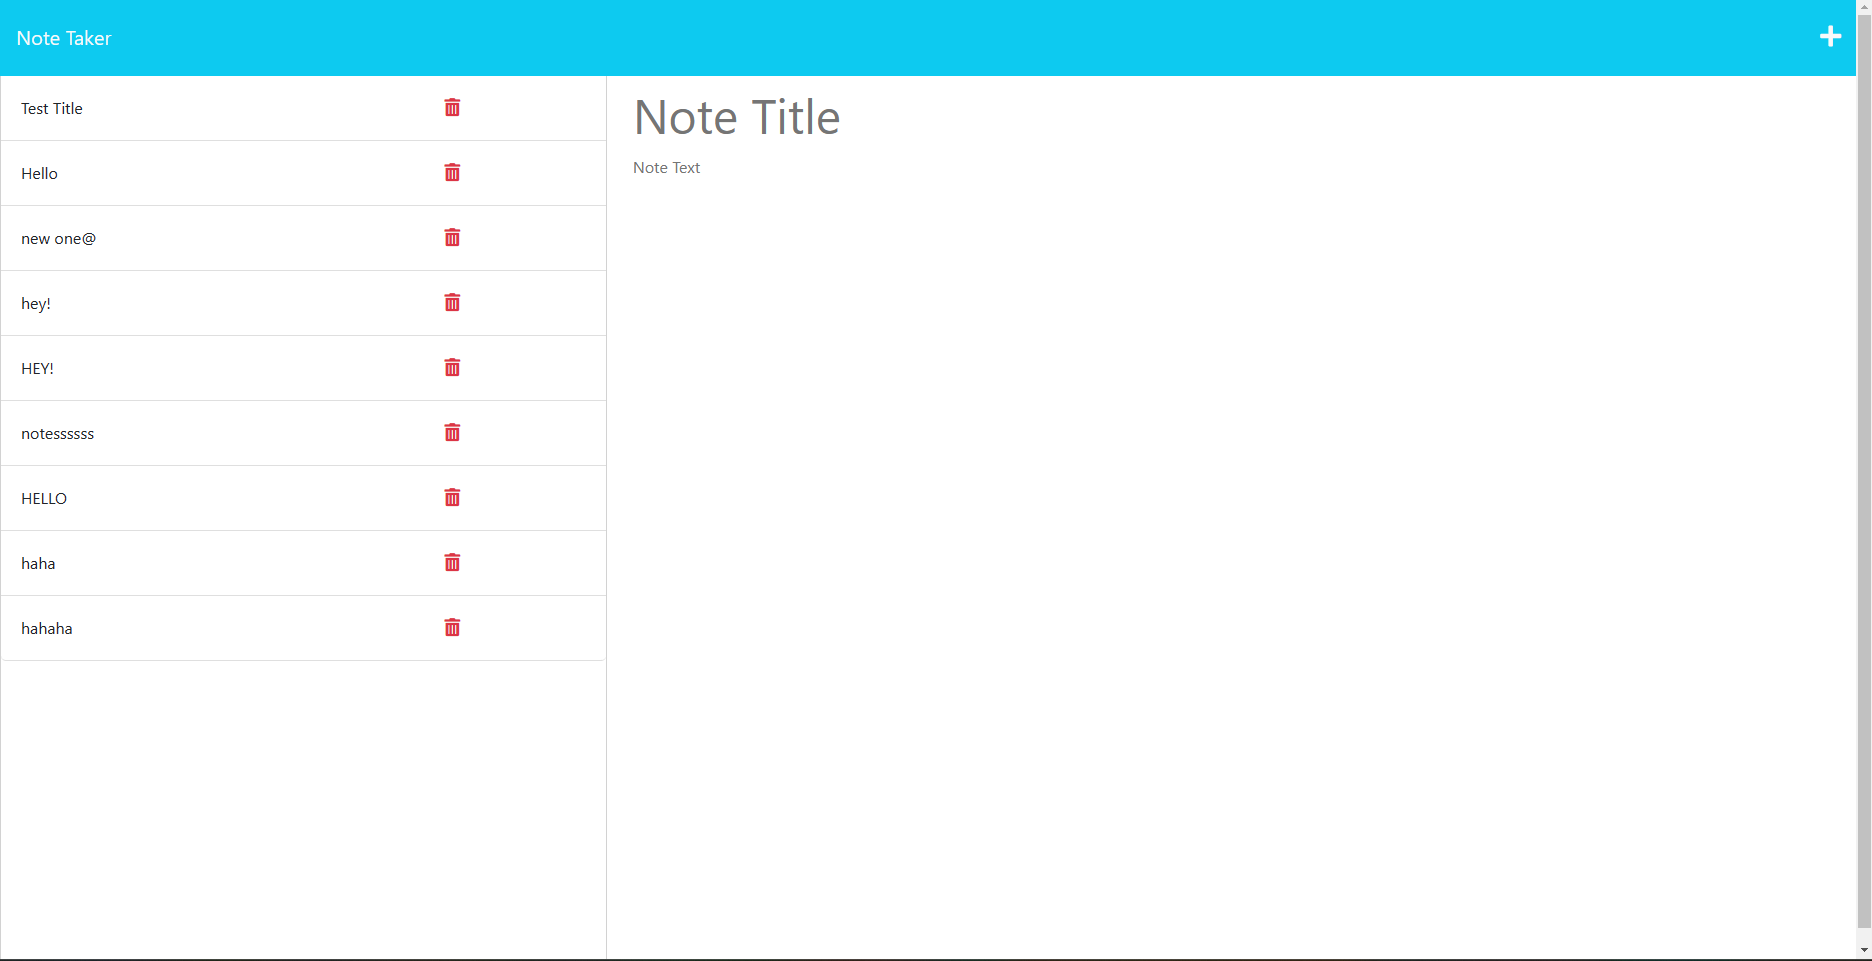 Note Taker
Test Title
Hello
new one@
hey!
HEY!
notessssss
HELLO
haha
hahaha
Note Title
Note Text